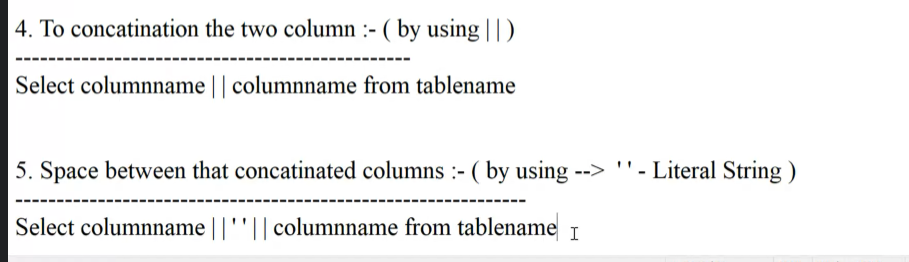 4. To concatination the two column :- ( by using || )
------------------------------------------------
Select columnname || columnname from tablename
5. Space between that concatinated columns :- ( by using --> ' ' - Literal String )
--------------------------------------------------------------
Select columnname || ' ' || columnname from tablename